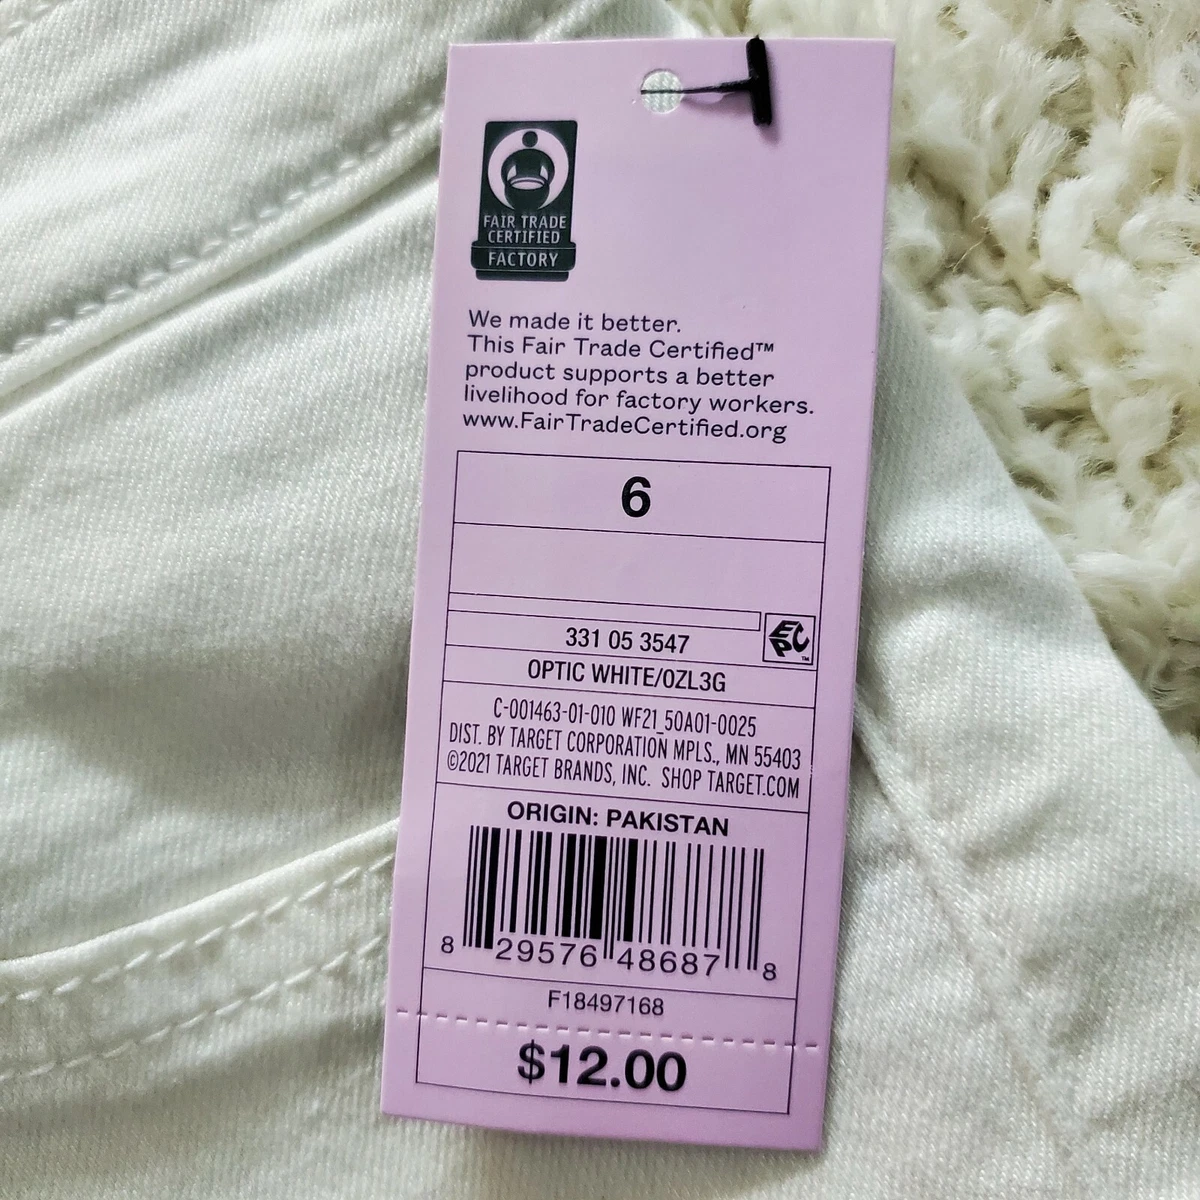 FAIR TRADE
CERTIFIED
FACTORY
We made it better.
This Fair Trade Certified™
product supports a better
livelihood for factory workers.
www.FairTradeCertified.org
6
331 05 3547
EPC™
OPTIC WHITE/0ZL3G
C-001463-01-010 WF21_50A01-0025
DIST. BY TARGET CORPORATION MPLS., MN 55403
©2021 TARGET BRANDS, INC. SHOP TARGET.COM
ORIGIN: PAKISTAN
8 29576 48687 8
F18497168
$12.00